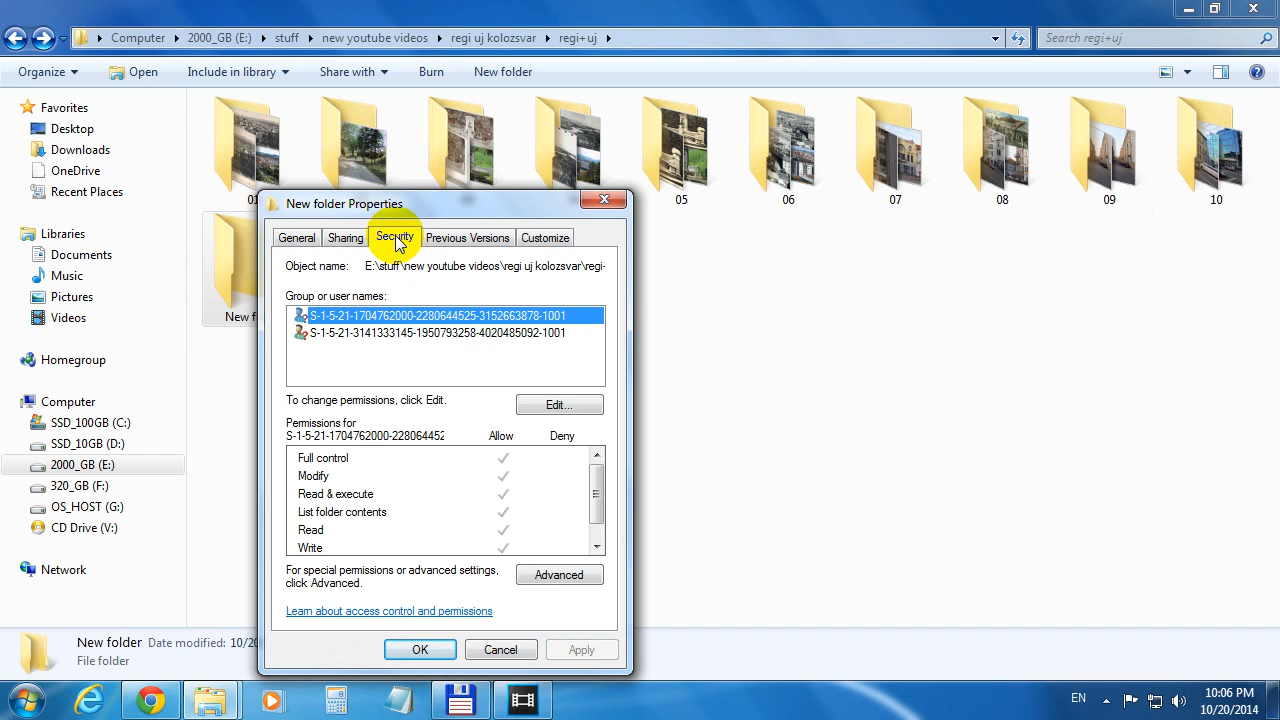 Computer 2000_GB (E:) stuff new youtube videos regi uj kolozsvar regi+uj
Search regi+uj
Organize Open Include in library Share with Burn New folder
Favorites
Desktop
Downloads
OneDrive
Recent Places
Libraries
Documents
Music
Pictures
Videos
Homegroup
Computer
SSD_100GB (C:)
SSD_10GB (D:)
2000_GB (E:)
320_GB (F:)
OS_HOST (G:)
CD Drive (V:)
Network
05 06 07 08 09 10
New folder Properties
General Sharing Security Previous Versions Customize
Object name: E:\stuff\new youtube videos\regi uj kolozsvar\regi-
Group or user names:
S-1-5-21-1704762000-2280644525-3152663878-1001
S-1-5-21-3141333145-1950793258-4020485092-1001
To change permissions, click Edit.
Edit...
Permissions for
S-1-5-21-1704762000-228064452 Allow Deny
Full control
Modify
Read & execute
List folder contents
Read
Write
For special permissions or advanced settings,
click Advanced.
Advanced
Learn about access control and permissions
OK Cancel Apply
New folder Date modified: 10/20
File folder
EN
10:06 PM
10/20/2014